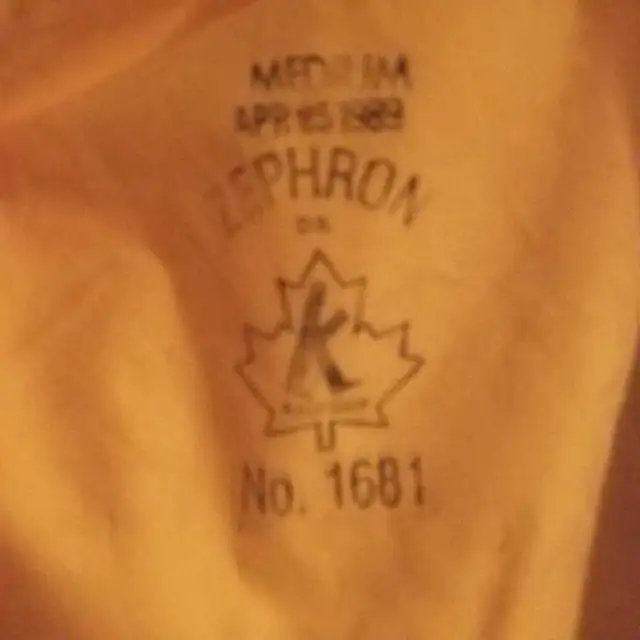 MEDIUM
APR 15 1989
ZEPHRON
k
No. 1681